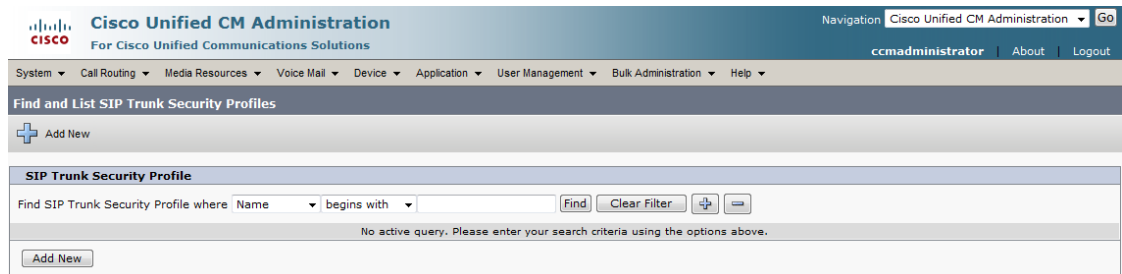 Cisco Unified CM Administration
Navigation Cisco Unified CM Administration Go
CISCO
For Cisco Unified Communications Solutions
ccmadministrator | About | Logout
System Call Routing Media Resources Voice Mail Device Application User Management Bulk Administration Help
Find and List SIP Trunk Security Profiles
Add New
SIP Trunk Security Profile
Find SIP Trunk Security Profile where Name begins with Find Clear Filter
No active query. Please enter your search criteria using the options above.
Add New